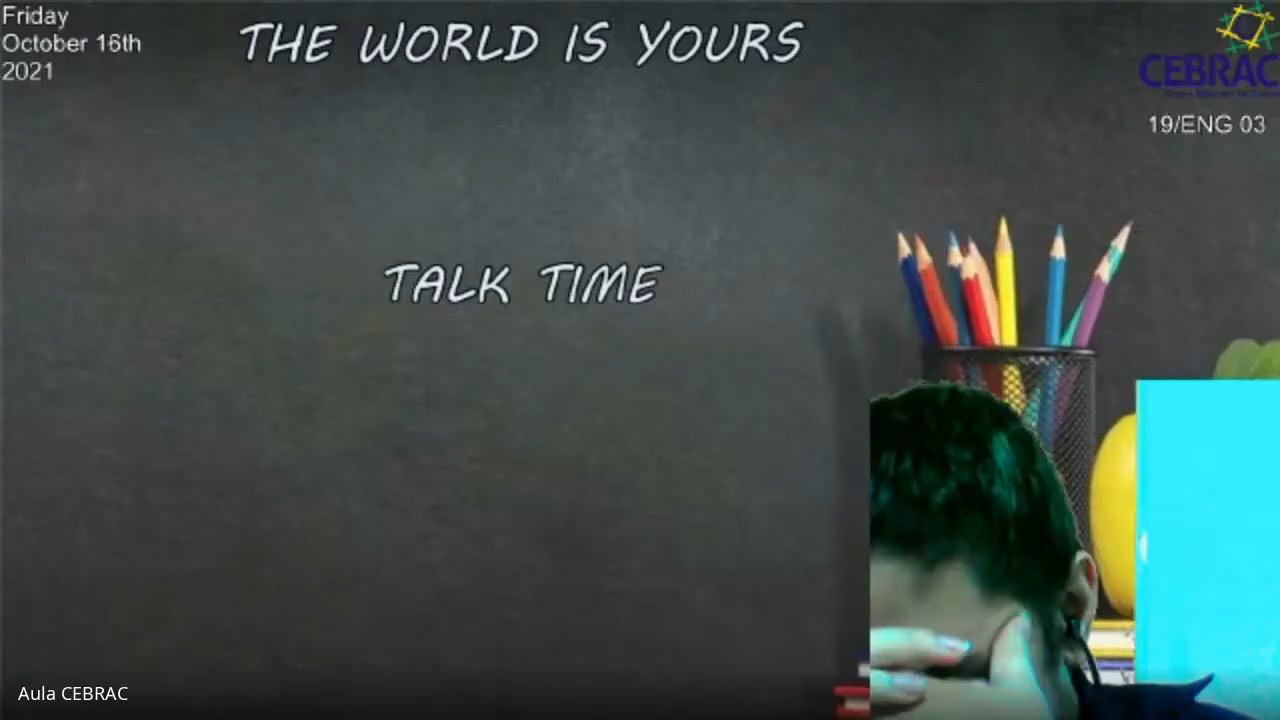 Friday
October 16th
2021
THE WORLD IS YOURS
CEBRAC
19/ENG 03
TALK TIME
Aula CEBRAC